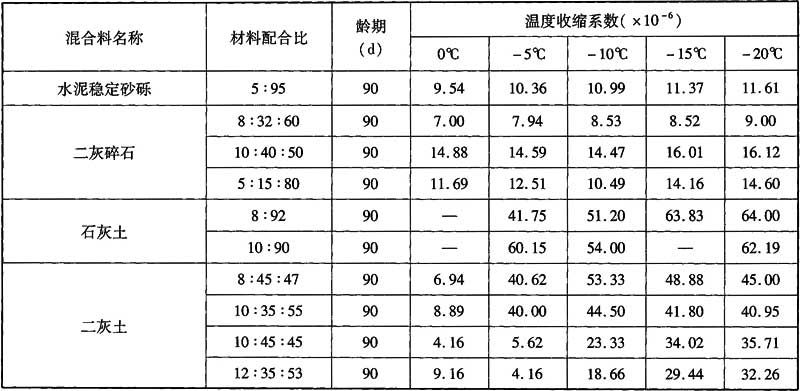 混合料名称 材料配合比 龄期(d) 温度收缩系数(×10⁻⁶)
0℃ -5℃ -10℃ -15℃ -20℃
水泥稳定砂砾 5:95 90 9.54 10.36 10.99 11.37 11.61
二灰碎石 8:32:60 90 7.00 7.94 8.53 8.52 9.00
10:40:50 90 14.88 14.59 14.47 16.01 16.12
5:15:80 90 11.69 12.51 10.49 14.16 14.60
石灰土 8:92 90 — 41.75 51.20 63.83 64.00
10:90 90 — 60.15 54.00 — 62.19
二灰土 8:45:47 90 6.94 40.62 53.33 48.88 45.00
10:35:55 90 8.89 40.00 44.50 41.80 40.95
10:45:45 90 4.16 5.62 23.33 34.02 35.71
12:35:53 90 9.16 4.16 18.66 29.44 32.26